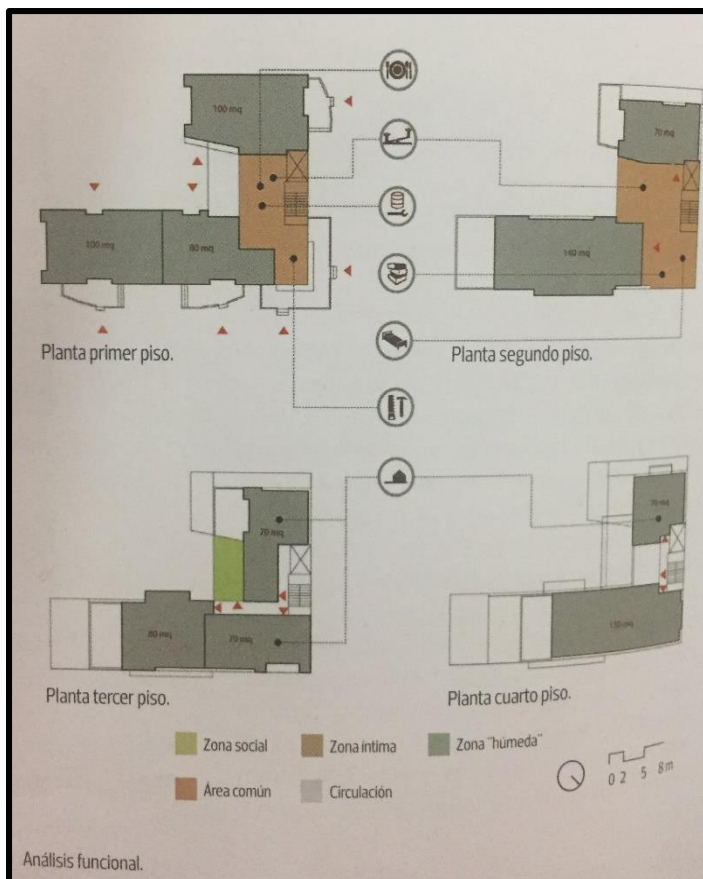 100 mq
70 mq
100 mq
80 mq
140 mq
Planta primer piso.
Planta segundo piso.
70 mq
70 mq
80 mq
70 mq
130 mq
Planta tercer piso.
Planta cuarto piso.
Zona social
Zona íntima
Zona ¨húmeda¨
Área común
Circulación
0 2 5 8m
Análisis funcional.